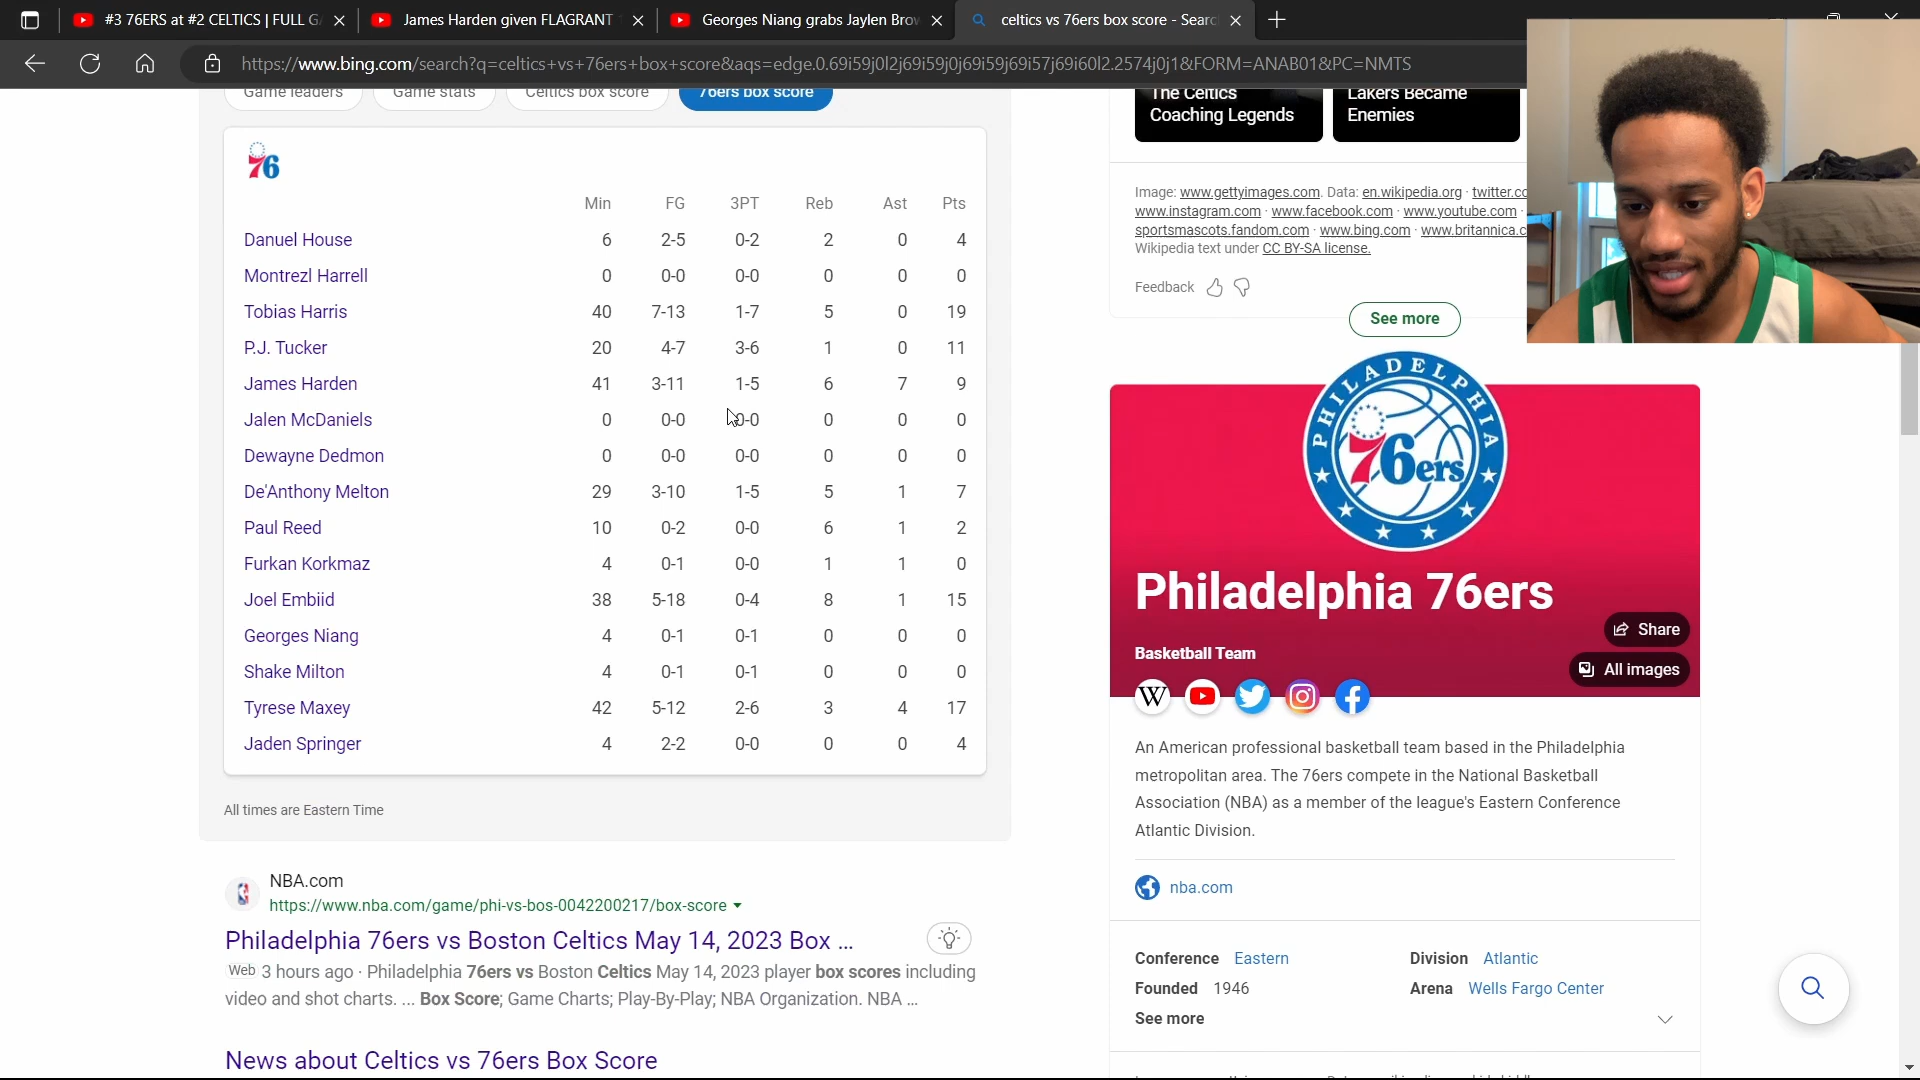 #3 76ERS at #2 CELTICS | FULL G
James Harden given FLAGRANT
Georges Niang grabs Jaylen Brow
celtics vs 76ers box score - Searc
https://www.bing.com/search?q=celtics+vs+76ers+box+score&aqs=edge.0.69i59j0l2j69i59j0j69i59j69i57j69i60l2.2574j0j1&FORM=ANAB01&PC=NMTS
Game leaders
Game stats
Celtics box score
76ers box score
76
Min FG 3PT Reb Ast Pts
Danuel House 6 2-5 0-2 2 0 4
Montrezl Harrell 0 0-0 0-0 0 0 0
Tobias Harris 40 7-13 1-7 5 0 19
P.J. Tucker 20 4-7 3-6 1 0 11
James Harden 41 3-11 1-5 6 7 9
Jalen McDaniels 0 0-0 0-0 0 0 0
Dewayne Dedmon 0 0-0 0-0 0 0 0
De'Anthony Melton 29 3-10 1-5 5 1 7
Paul Reed 10 0-2 0-0 6 1 2
Furkan Korkmaz 4 0-1 0-0 1 1 0
Joel Embiid 38 5-18 0-4 8 1 15
Georges Niang 4 0-1 0-1 0 0 0
Shake Milton 4 0-1 0-1 0 0 0
Tyrese Maxey 42 5-12 2-6 3 4 17
Jaden Springer 4 2-2 0-0 0 0 4
All times are Eastern Time
NBA.com
https://www.nba.com/game/phi-vs-bos-0042200217/box-score
Philadelphia 76ers vs Boston Celtics May 14, 2023 Box ...
Web 3 hours ago · Philadelphia 76ers vs Boston Celtics May 14, 2023 player box scores including
video and shot charts. ... Box Score; Game Charts; Play-By-Play; NBA Organization. NBA ...
News about Celtics vs 76ers Box Score
The Celtics
Coaching Legends
Lakers Became
Enemies
Image: www.gettyimages.com. Data: en.wikipedia.org · twitter.co
www.instagram.com · www.facebook.com · www.youtube.com ·
sportsmascots.fandom.com · www.bing.com · www.britannica.c
Wikipedia text under CC BY-SA license.
Feedback
See more
PHILADELPHIA
76ers
Philadelphia 76ers
Share
Basketball Team
All images
W
An American professional basketball team based in the Philadelphia
metropolitan area. The 76ers compete in the National Basketball
Association (NBA) as a member of the league's Eastern Conference
Atlantic Division.
nba.com
Conference Eastern
Division Atlantic
Founded 1946
Arena Wells Fargo Center
See more